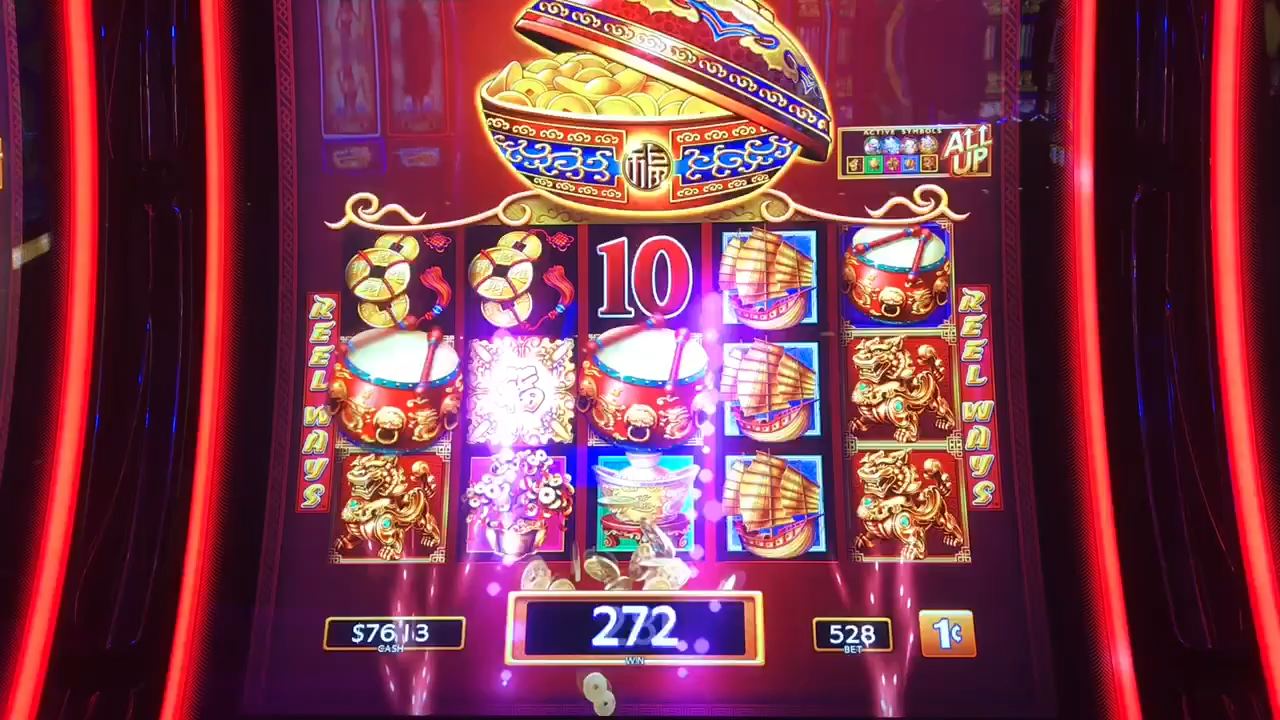 ACTIVE SYMBOLS
ALL UP
10
REEL WAYS
REEL WAYS
272
WIN
CASH
528
BET
1¢